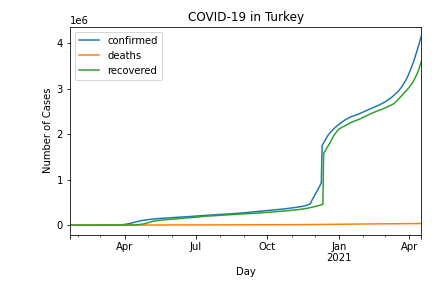 COVID-19 in Turkey
1e6
confirmed
deaths
recovered
4
3
2
1
0
Number of Cases
Apr Jul Oct Jan Apr
2021
Day